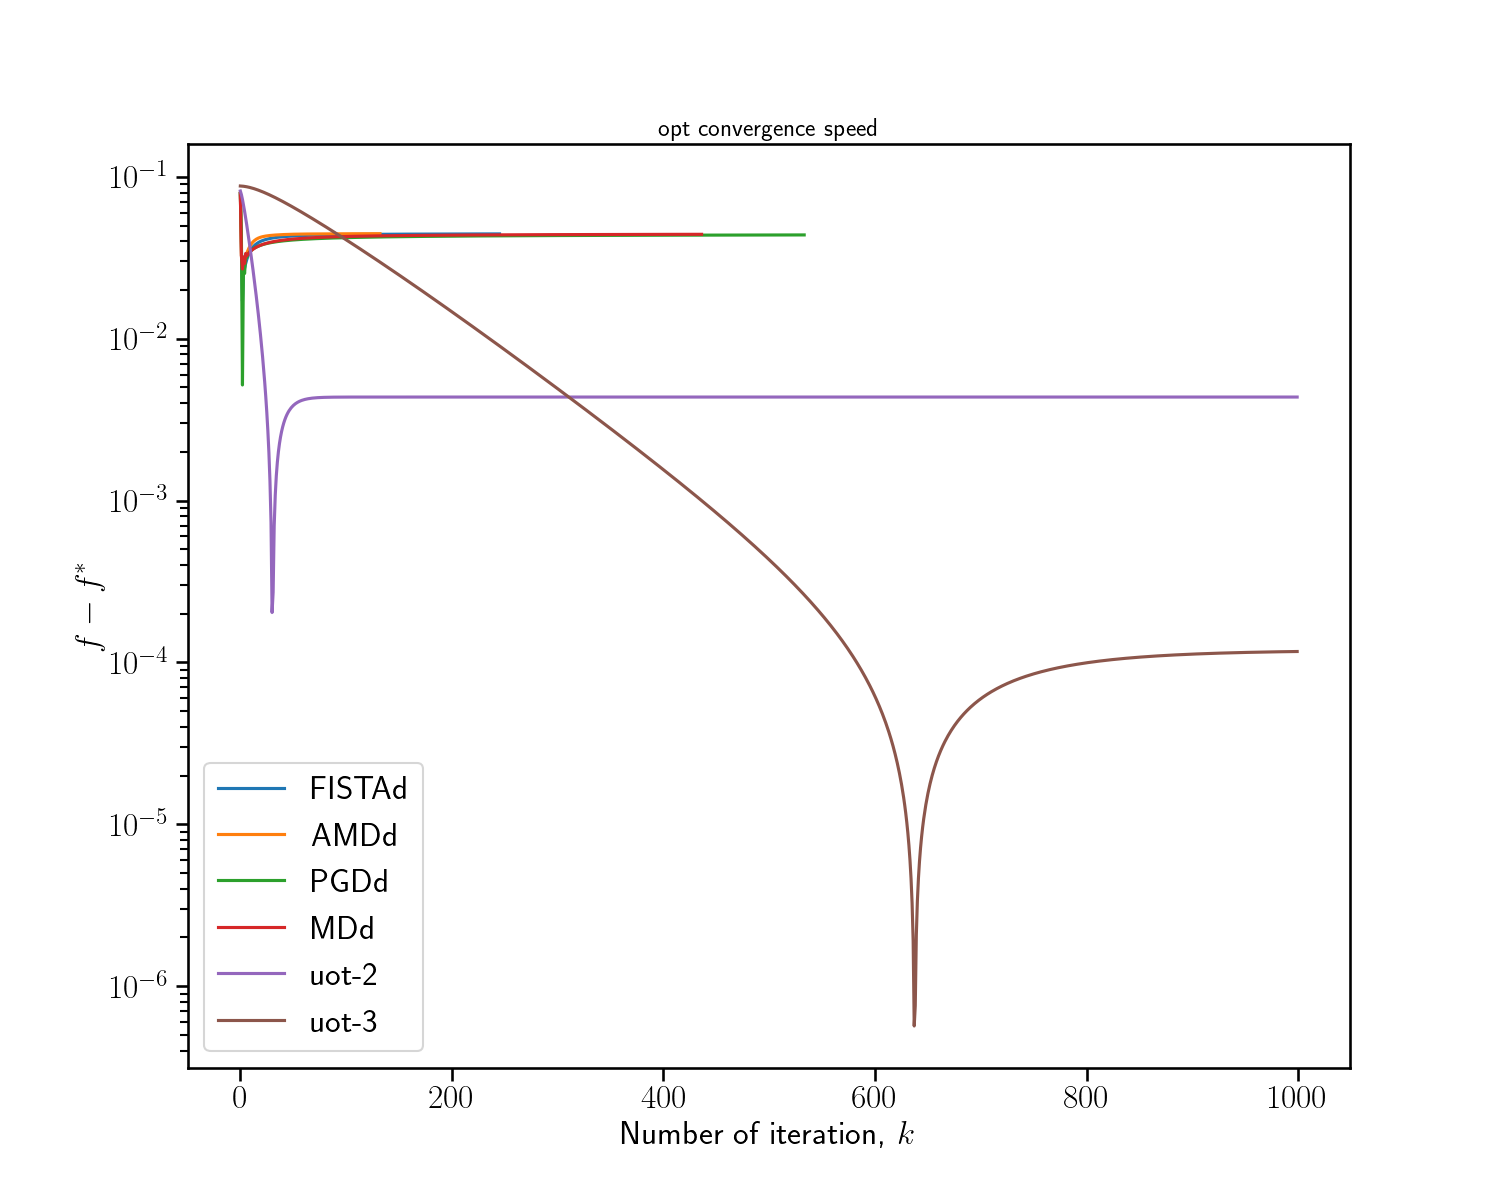 opt convergence speed
10⁻¹
10⁻²
10⁻³
10⁻⁴
10⁻⁵
10⁻⁶
f − f*
FISTAd
AMDd
PGDd
MDd
uot-2
uot-3
0 200 400 600 800 1000
Number of iteration, k